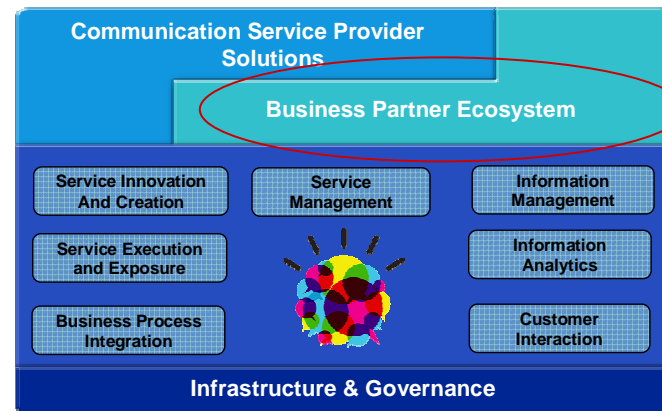 Communication Service Provider
Solutions
Business Partner Ecosystem
Service Innovation
And Creation
Service
Management
Information
Management
Service Execution
and Exposure
Information
Analytics
Business Process
Integration
Customer
Interaction
Infrastructure & Governance